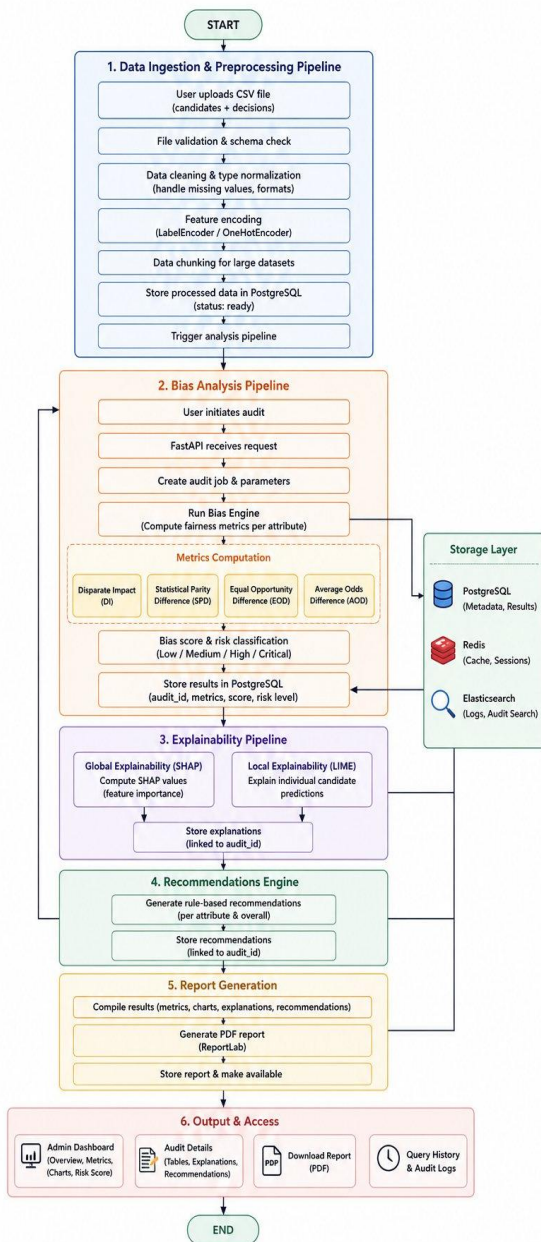 START
1. Data Ingestion & Preprocessing Pipeline
User uploads CSV file
(candidates + decisions)
File validation & schema check
Data cleaning & type normalization
(handle missing values, formats)
Feature encoding
(LabelEncoder / OneHotEncoder)
Data chunking for large datasets
Store processed data in PostgreSQL
(status: ready)
Trigger analysis pipeline
2. Bias Analysis Pipeline
User initiates audit
FastAPI receives request
Create audit job & parameters
Run Bias Engine
(Compute fairness metrics per attribute)
Metrics Computation
Disparate Impact
(DI)
Statistical Parity
Difference (SPD)
Equal Opportunity
Difference (EOD)
Average Odds
Difference (AOD)
Bias score & risk classification
(Low / Medium / High / Critical)
Store results in PostgreSQL
(audit_id, metrics, score, risk level)
Storage Layer
PostgreSQL
(Metadata, Results)
Redis
(Cache, Sessions)
Elasticsearch
(Logs, Audit Search)
3. Explainability Pipeline
Global Explainability (SHAP)
Compute SHAP values
(feature importance)
Local Explainability (LIME)
Explain individual candidate
predictions
Store explanations
(linked to audit_id)
4. Recommendations Engine
Generate rule-based recommendations
(per attribute & overall)
Store recommendations
(linked to audit_id)
5. Report Generation
Compile results (metrics, charts, explanations, recommendations)
Generate PDF report
(ReportLab)
Store report & make available
6. Output & Access
Admin Dashboard
(Overview, Metrics,
(Charts, Risk Score)
Audit Details
(Tables, Explanations,
Recommendations)
PDP
Download Report
(PDF)
Query History
& Audit Logs
END